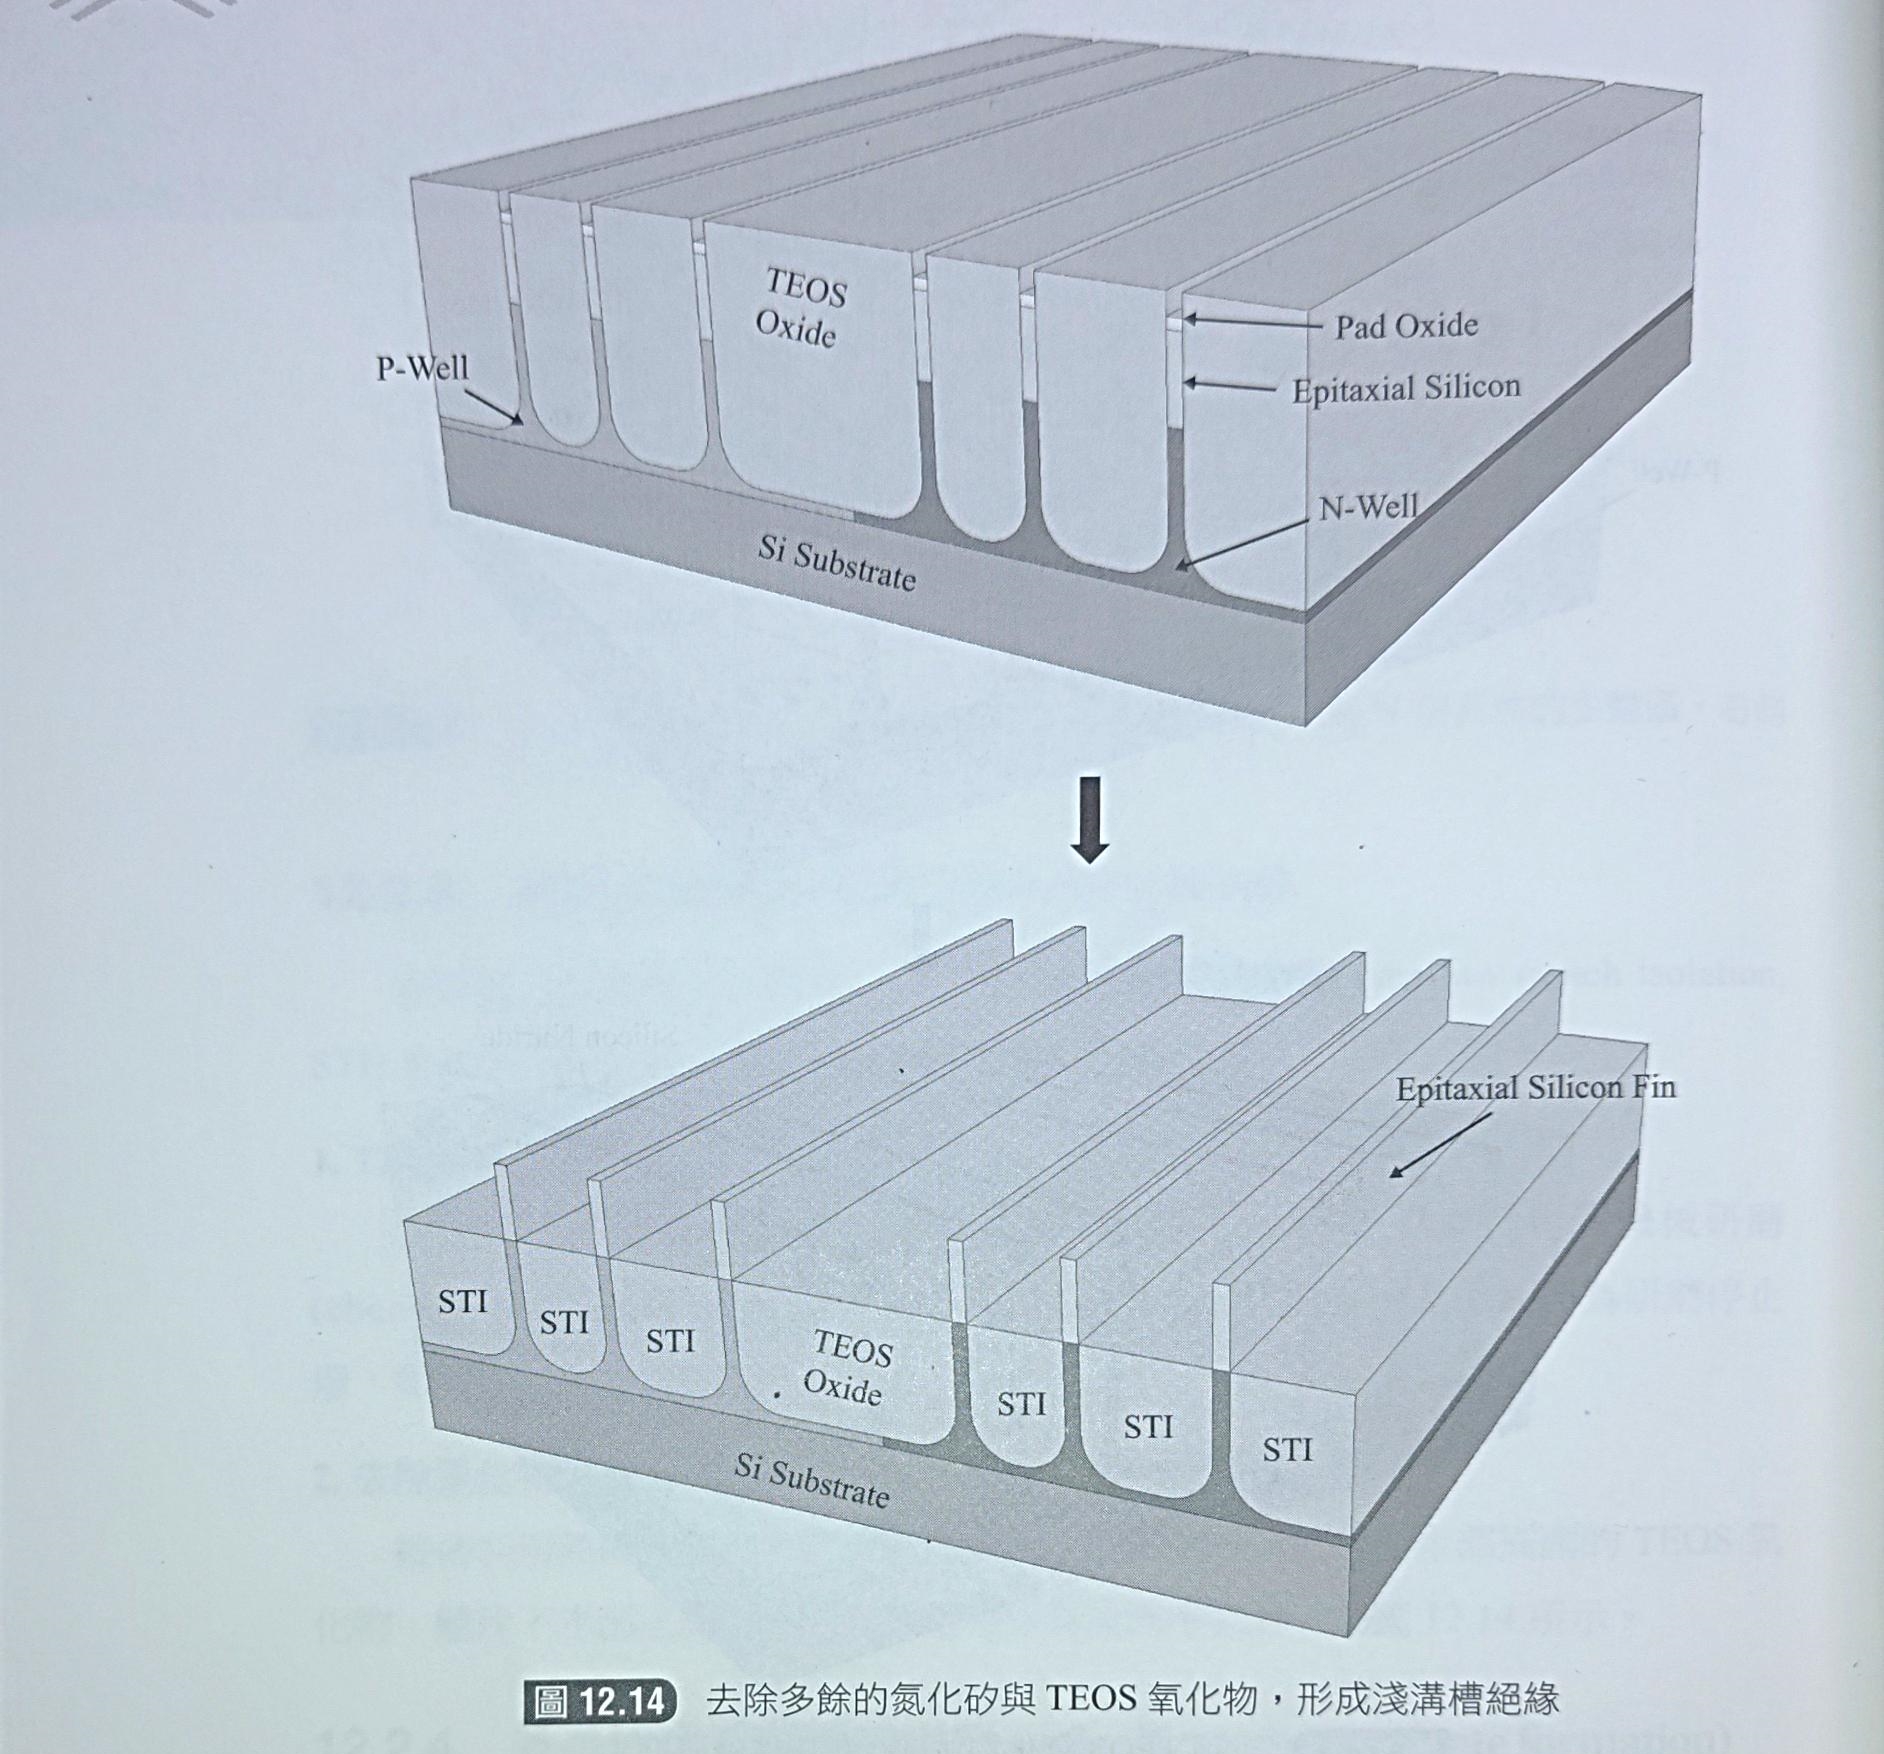 TEOS
Oxide
Pad Oxide
P-Well
Epitaxial Silicon
N-Well
Si Substrate
Epitaxial Silicon Fin
STI
STI
STI
TEOS
Oxide
STI
STI
STI
Si Substrate
圖 12.14 去除多餘的氮化矽與 TEOS 氧化物，形成淺溝槽絕緣